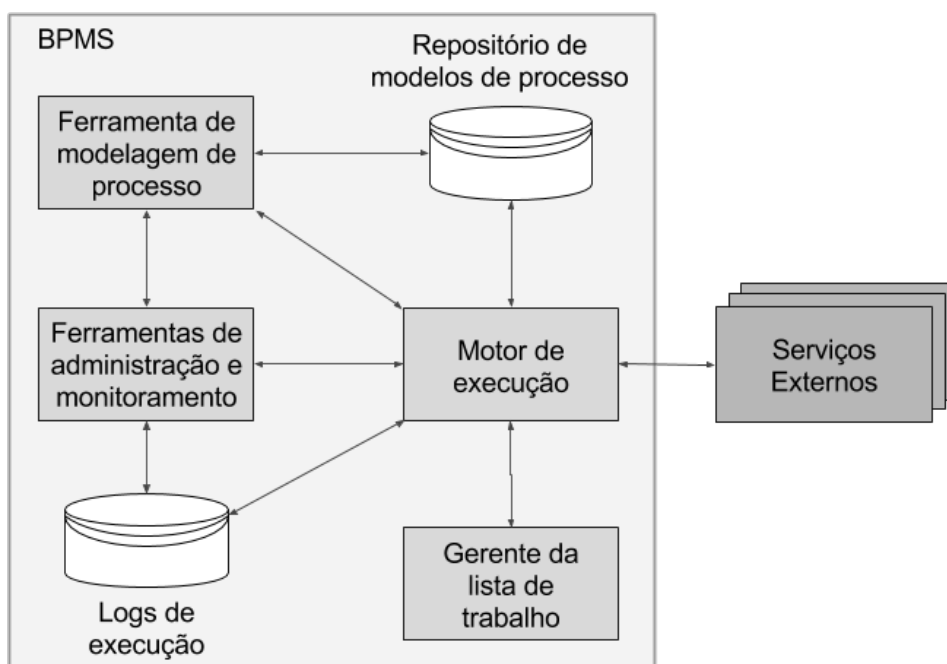 BPMS
Repositório de
modelos de processo
Ferramenta de
modelagem de
processo
Ferramentas de
administração e
monitoramento
Motor de
execução
Serviços
Externos
Logs de
execução
Gerente da
lista de
trabalho